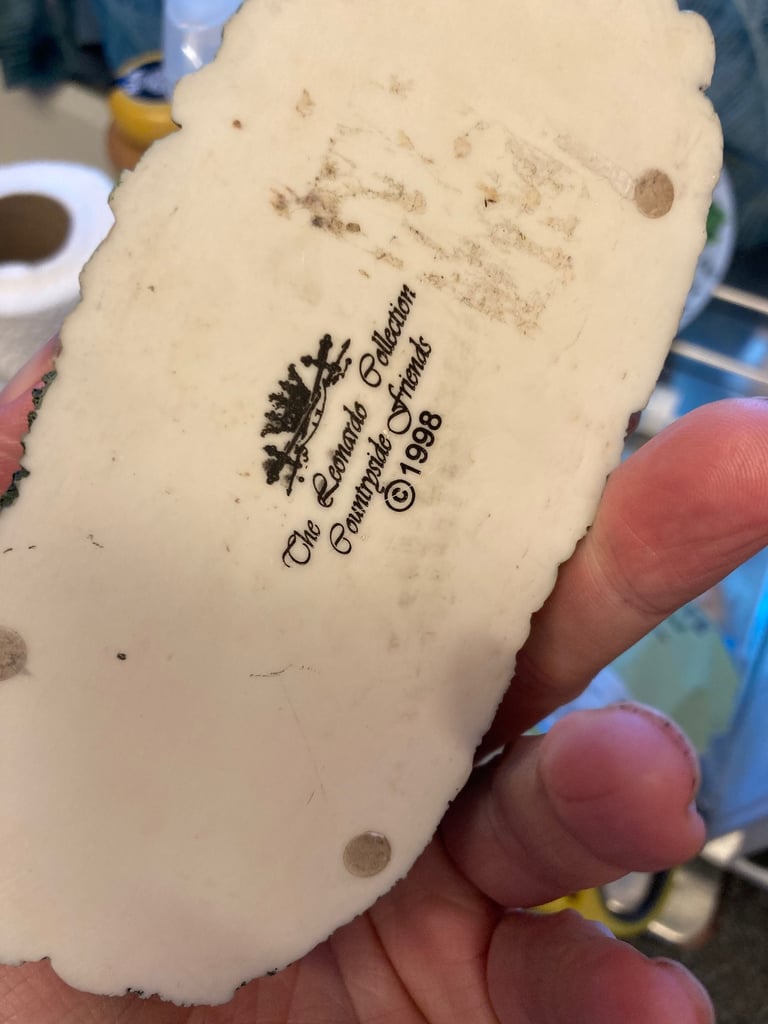 The Leonardo Collection
Countryside Friends
©1998